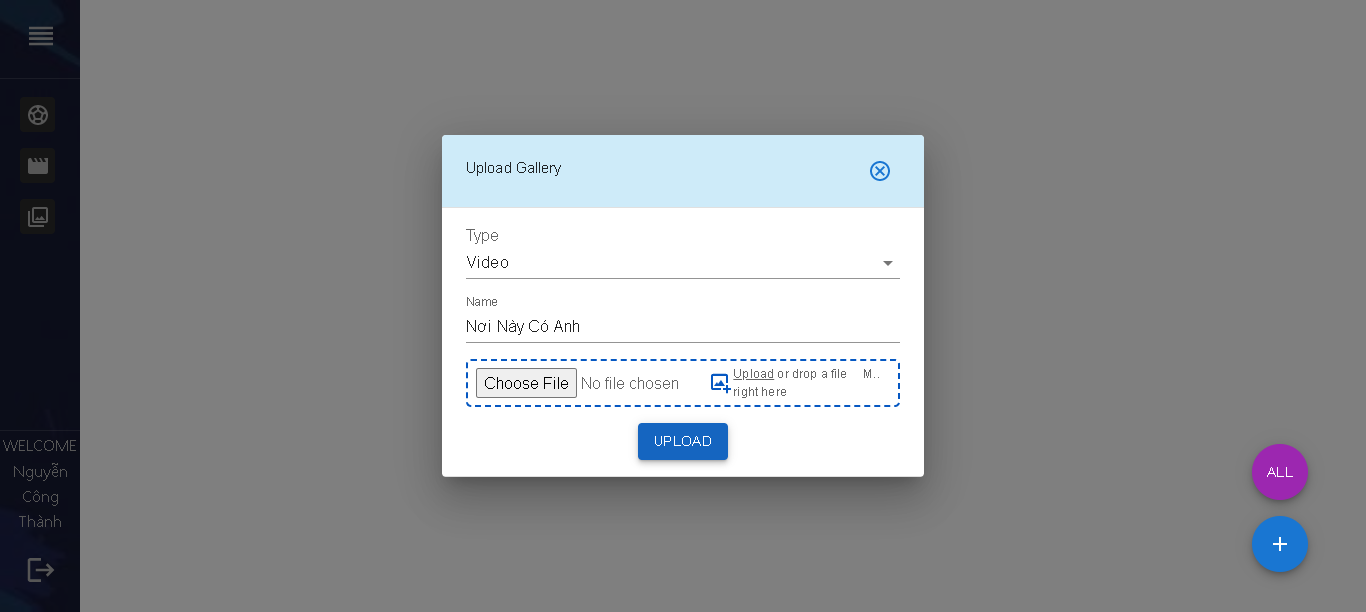 Upload Gallery
Type
Video
Name
Nơi Này Có Anh
Choose File No file chosen
Upload or drop a file M..
right here
UPLOAD
WELCOME
Nguyễn
Công
Thành
ALL